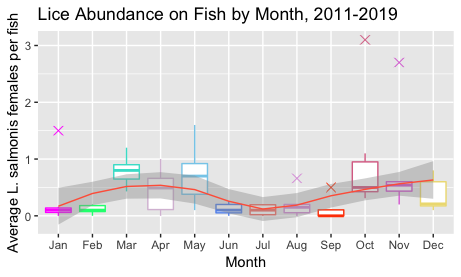 Lice Abundance on Fish by Month, 2011-2019
Average L. salmonis females per fish
3
2
1
0
Jan Feb Mar Apr May Jun Jul Aug Sep Oct Nov Dec
Month